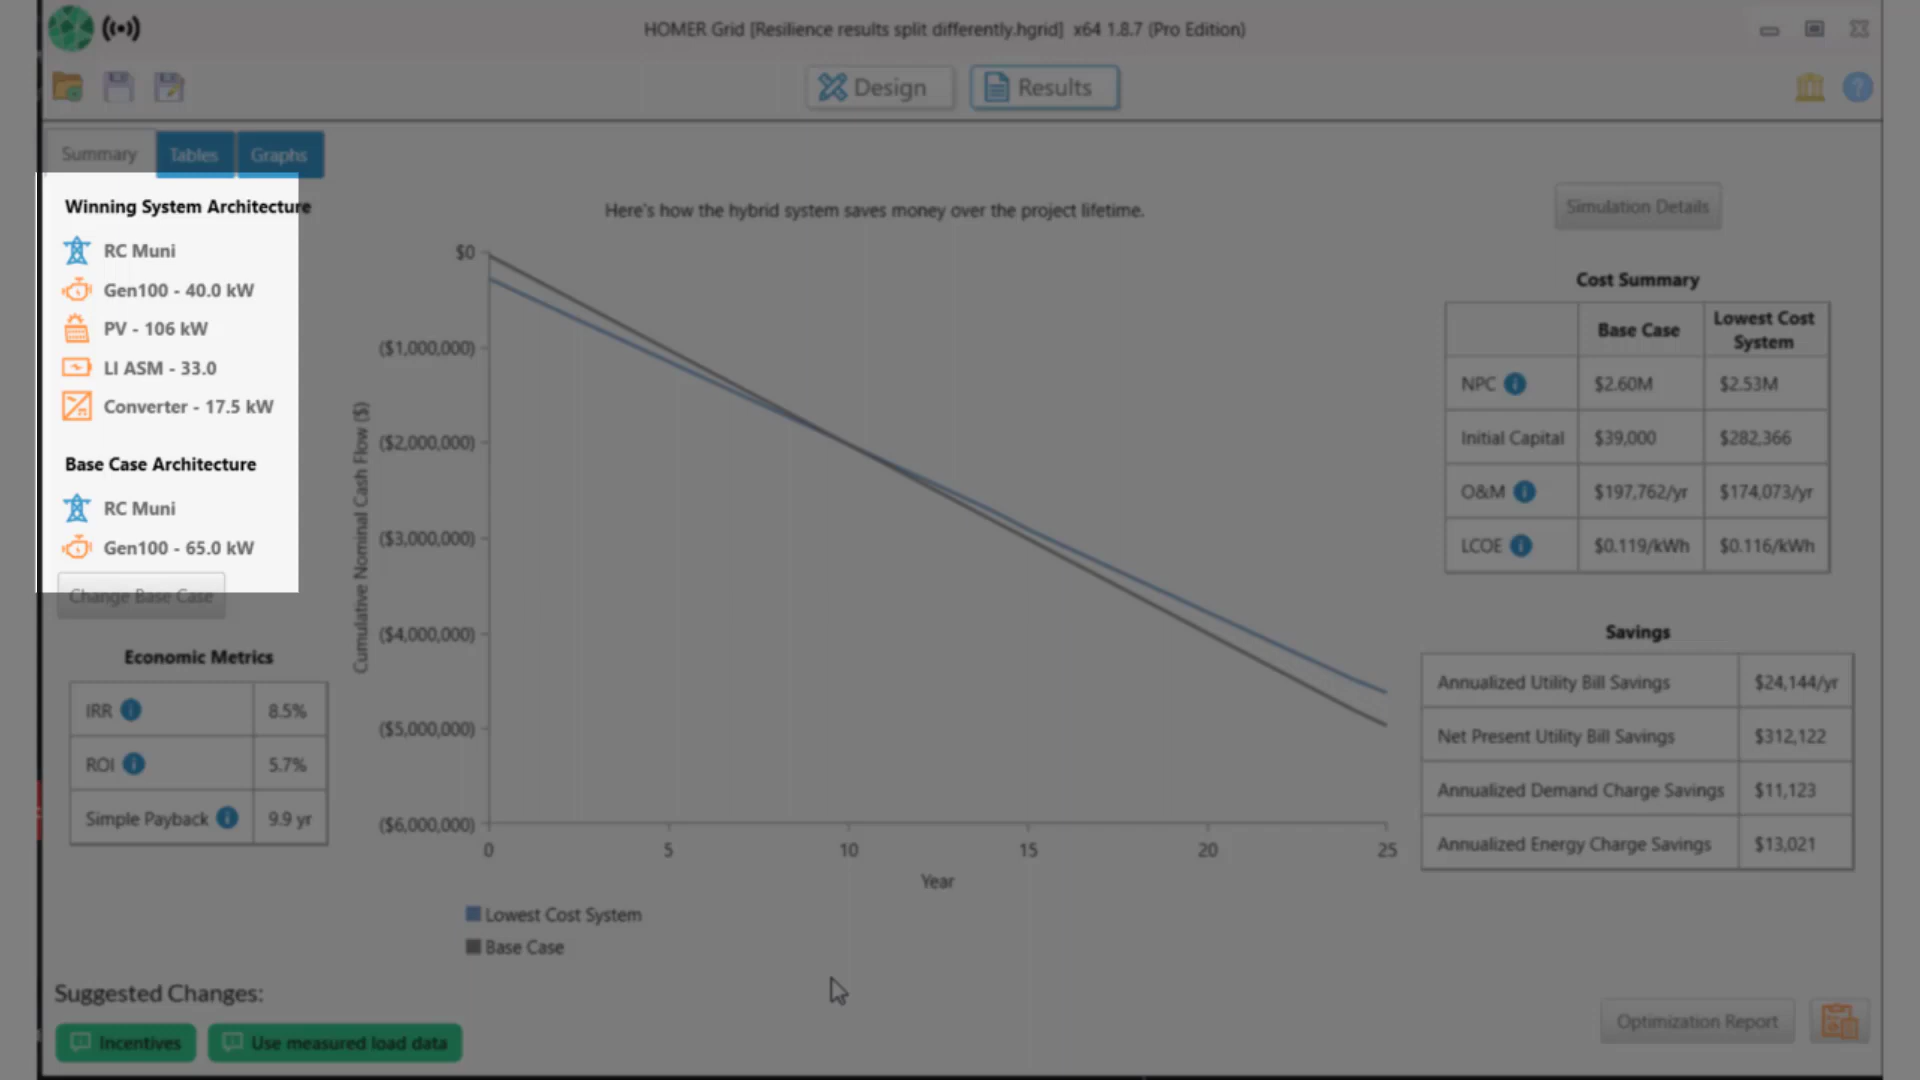 HOMER Grid [Resilience results split differently.hgrid] x64 1.8.7 (Pro Edition)
Design
Results
?
Summary
Tables
Graphs
Winning System Architecture
RC Muni
Gen100 - 40.0 kW
PV - 106 kW
LI ASM - 33.0
Converter - 17.5 kW
Base Case Architecture
RC Muni
Gen100 - 65.0 kW
Change Base Case
Economic Metrics
IRR i 8.5%
ROI i 5.7%
Simple Payback i 9.9 yr
Here's how the hybrid system saves money over the project lifetime.
Cumulative Nominal Cash Flow ($)
$0
($1,000,000)
($2,000,000)
($3,000,000)
($4,000,000)
($5,000,000)
($6,000,000)
0 5 10 15 20 25
Year
Lowest Cost System
Base Case
Simulation Details
Cost Summary
Base Case Lowest Cost System
NPC i $2.60M $2.53M
Initial Capital $39,000 $282,366
O&M i $197,762/yr $174,073/yr
LCOE i $0.119/kWh $0.116/kWh
Savings
Annualized Utility Bill Savings $24,144/yr
Net Present Utility Bill Savings $312,122
Annualized Demand Charge Savings $11,123
Annualized Energy Charge Savings $13,021
Suggested Changes:
Incentives
Use measured load data
Optimization Report